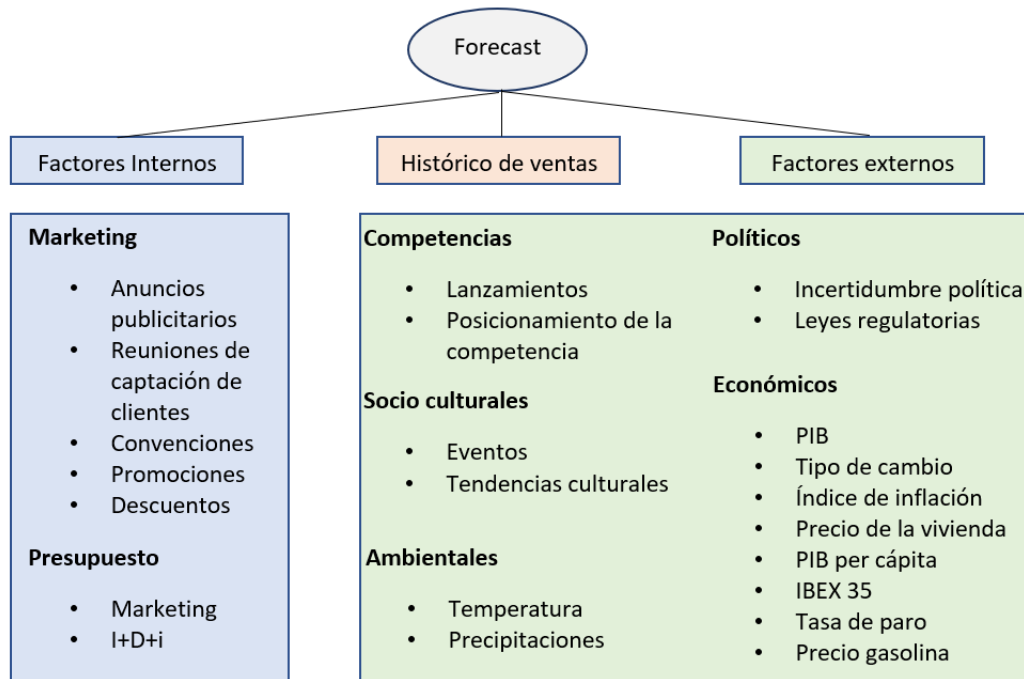 Forecast
Factores Internos
Histórico de ventas
Factores externos
Marketing
• Anuncios
publicitarios
• Reuniones de
captación de
clientes
• Convenciones
• Promociones
• Descuentos
Presupuesto
• Marketing
• I+D+i
Competencias
• Lanzamientos
• Posicionamiento de la
competencia
Socio culturales
• Eventos
• Tendencias culturales
Ambientales
• Temperatura
• Precipitaciones
Políticos
• Incertidumbre política
• Leyes regulatorias
Económicos
• PIB
• Tipo de cambio
• Índice de inflación
• Precio de la vivienda
• PIB per cápita
• IBEX 35
• Tasa de paro
• Precio gasolina